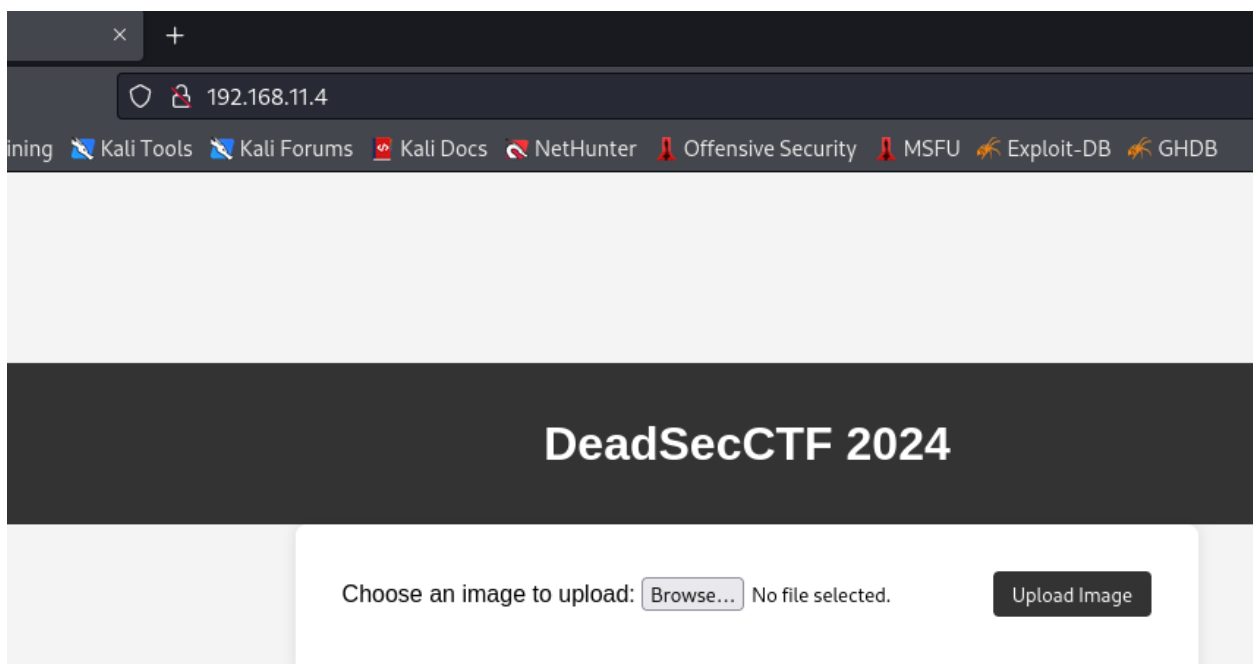 × +
192.168.11.4
ining Kali Tools Kali Forums Kali Docs NetHunter Offensive Security MSFU Exploit-DB GHDB
DeadSecCTF 2024
Choose an image to upload: Browse... No file selected. Upload Image